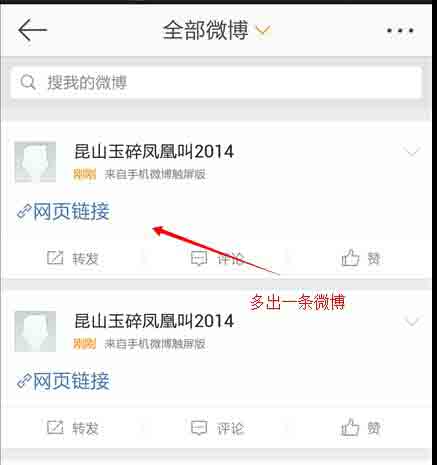 全部微博
搜我的微博
昆山玉碎凤凰叫2014
刚刚 来自手机微博触屏版
网页链接
转发 评论 赞
多出一条微博
昆山玉碎凤凰叫2014
刚刚 来自手机微博触屏版
网页链接
转发 评论 赞